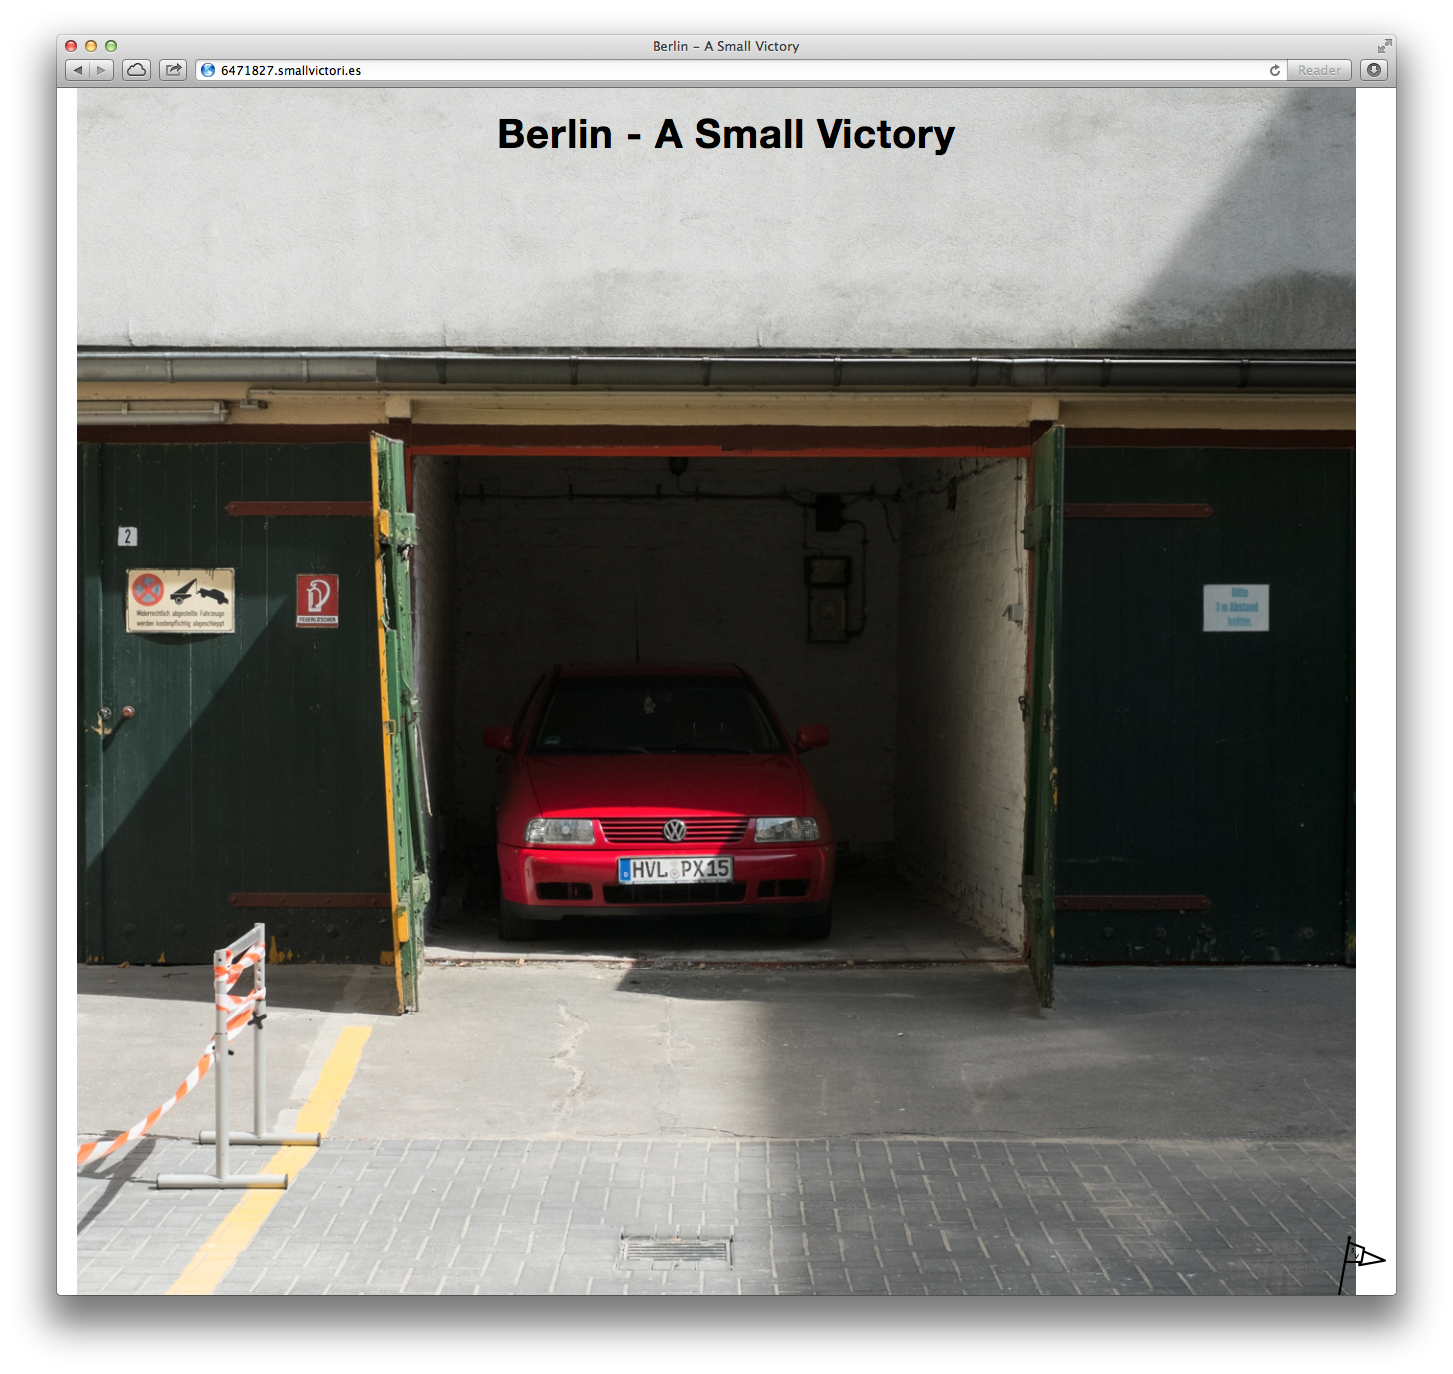 Berlin – A Small Victory
6471827.smallvictori.es
Reader
Berlin - A Small Victory
2
Widerrechtlich abgestellte Fahrzeuge
werden kostenpflichtig abgeschleppt
FEUERLÖSCHER
Bitte
3 m Abstand
halten.
D
HVL PX15